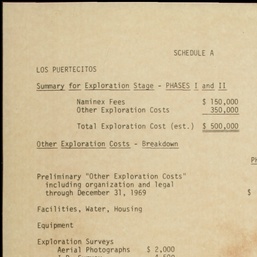 SCHEDULE A
LOS PUERTECITOS
Summary for Exploration Stage - PHASES I and II
Naminex Fees $ 150,000
Other Exploration Costs 350,000
Total Exploration Cost (est.) $ 500,000
Other Exploration Costs - Breakdown
Preliminary "Other Exploration Costs"
including organization and legal
through December 31, 1969 $
Facilities, Water, Housing
Equipment
Exploration Surveys
Aerial Photographs $ 2,000